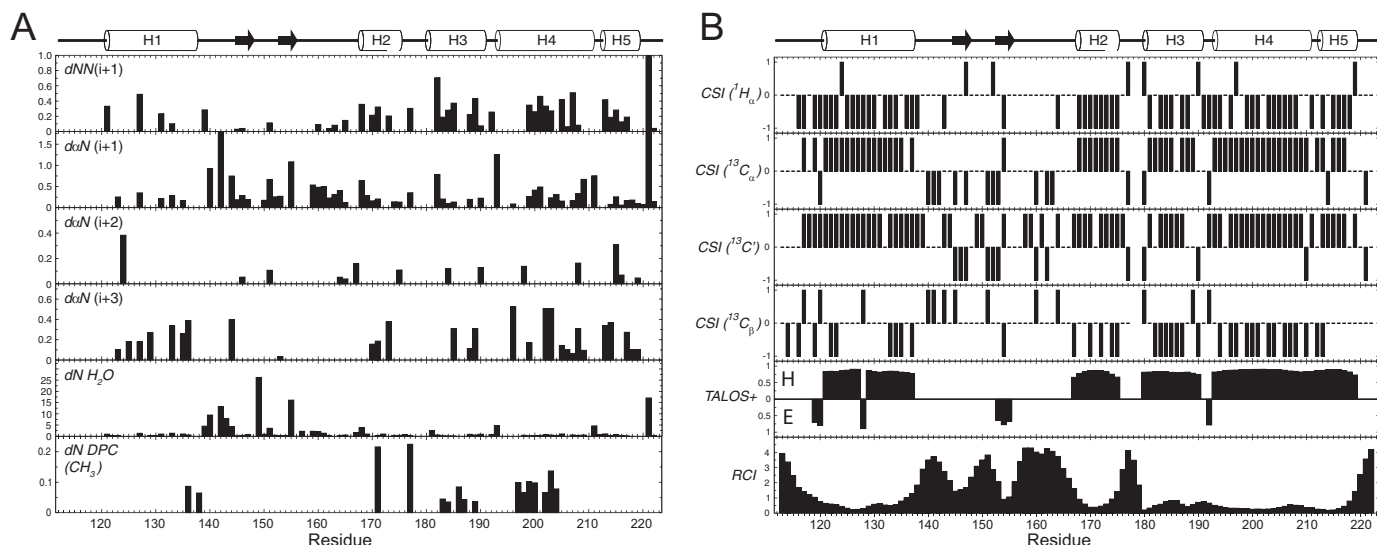 A
H1 H2 H3 H4 H5
dNN(i+1)
1.0
0.8
0.6
0.4
0.2
0
dαN (i+1)
1.5
1.0
0.5
0
dαN (i+2)
0.4
0.2
0
dαN (i+3)
0.6
0.4
0.2
0
dN H₂O
25
20
15
10
5
0
dN DPC
(CH₃)
0.2
0.1
0
120 130 140 150 160 170 180 190 200 210 220
Residue
B
H1 H2 H3 H4 H5
CSI (¹Hα)
1
0
-1
CSI (¹³Cα)
1
0
-1
CSI (¹³C')
1
0
-1
CSI (¹³Cβ)
1
0
-1
TALOS+
H
E
1
0.5
0
0.5
1
RCI
4
3
2
1
0
120 130 140 150 160 170 180 190 200 210 220
Residue